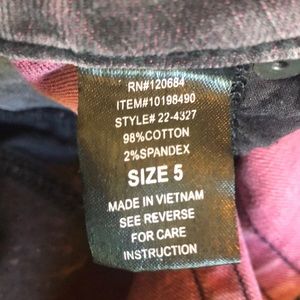 RN#120684
ITEM#10198490
STYLE# 22-4327
98%COTTON
2%SPANDEX
SIZE 5
MADE IN VIETNAM
SEE REVERSE
FOR CARE
INSTRUCTION